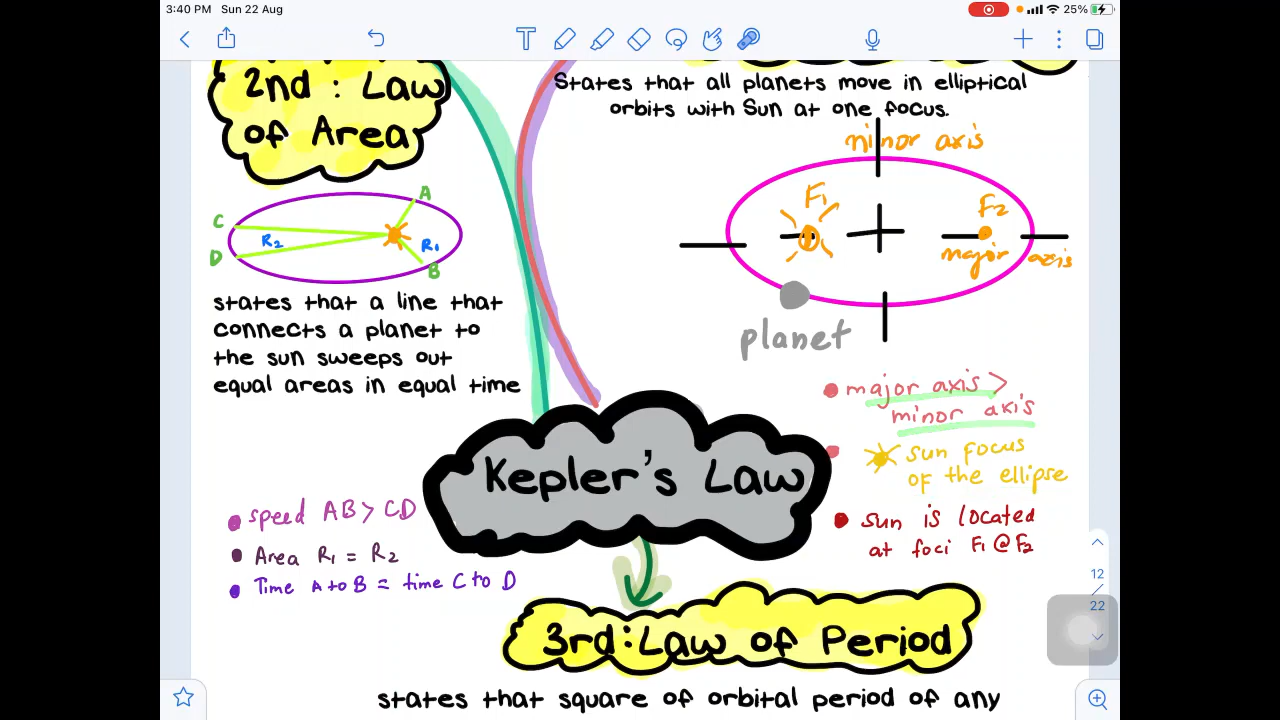 3:40 PM Sun 22 Aug
25%
2nd : Law
of Area
A
C
R₂
D
R₁
B
states that a line that
connects a planet to
the sun sweeps out
equal areas in equal time
speed AB > CD
Area R₁ = R₂
Time A to B = time C to D
States that all planets move in elliptical
orbits with Sun at one focus.
minor axis
F₁
F₂
major axis
planet
major axis >
minor axis
sun focus
of the ellipse
sun is located
at foci F₁ @ F₂
Kepler's Law
3rd : Law of Period
states that square of orbital period of any
12
/
22